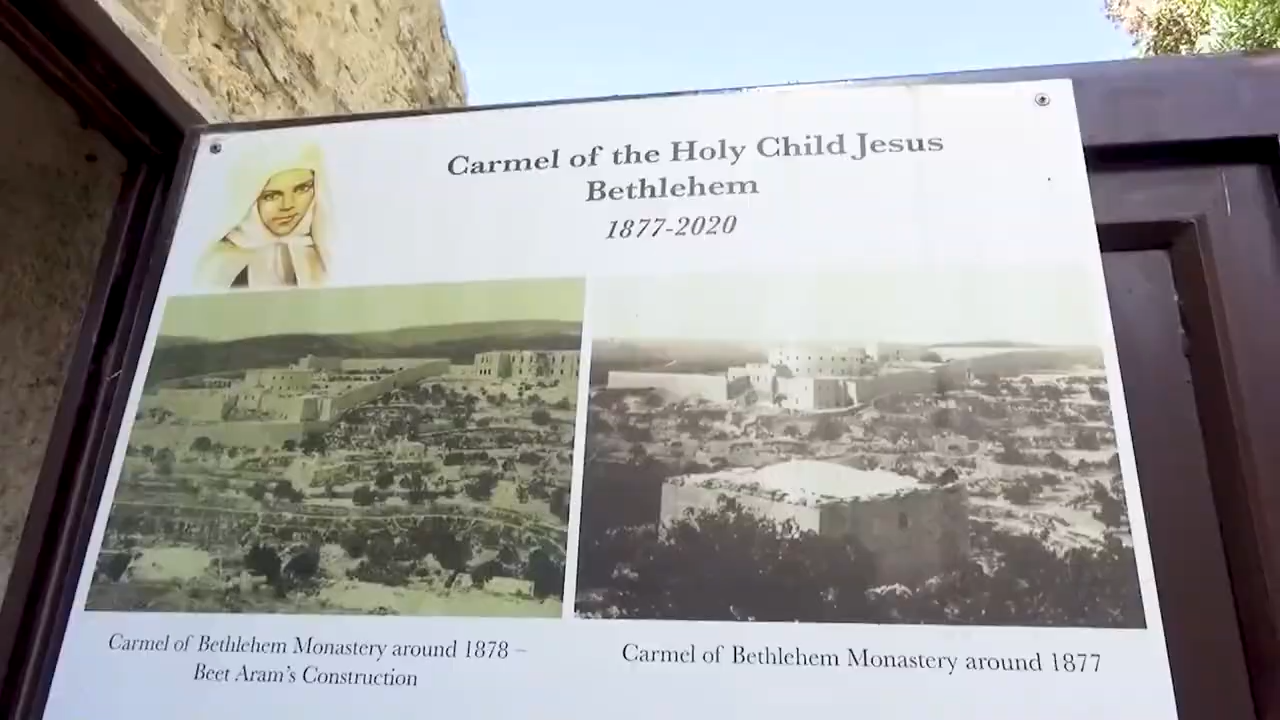 Carmel of the Holy Child Jesus
Bethlehem
1877-2020
Carmel of Bethlehem Monastery around 1878 –
Beet Aram's Construction
Carmel of Bethlehem Monastery around 1877